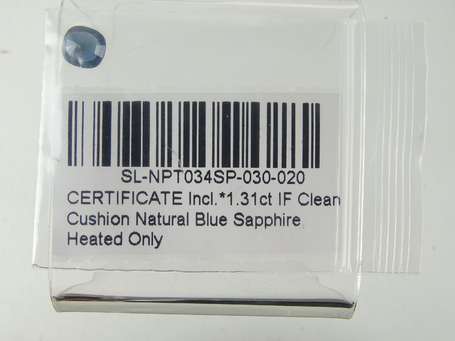 SL-NPT034SP-030-020
CERTIFICATE Incl.*1.31ct IF Clean
Cushion Natural Blue Sapphire
Heated Only